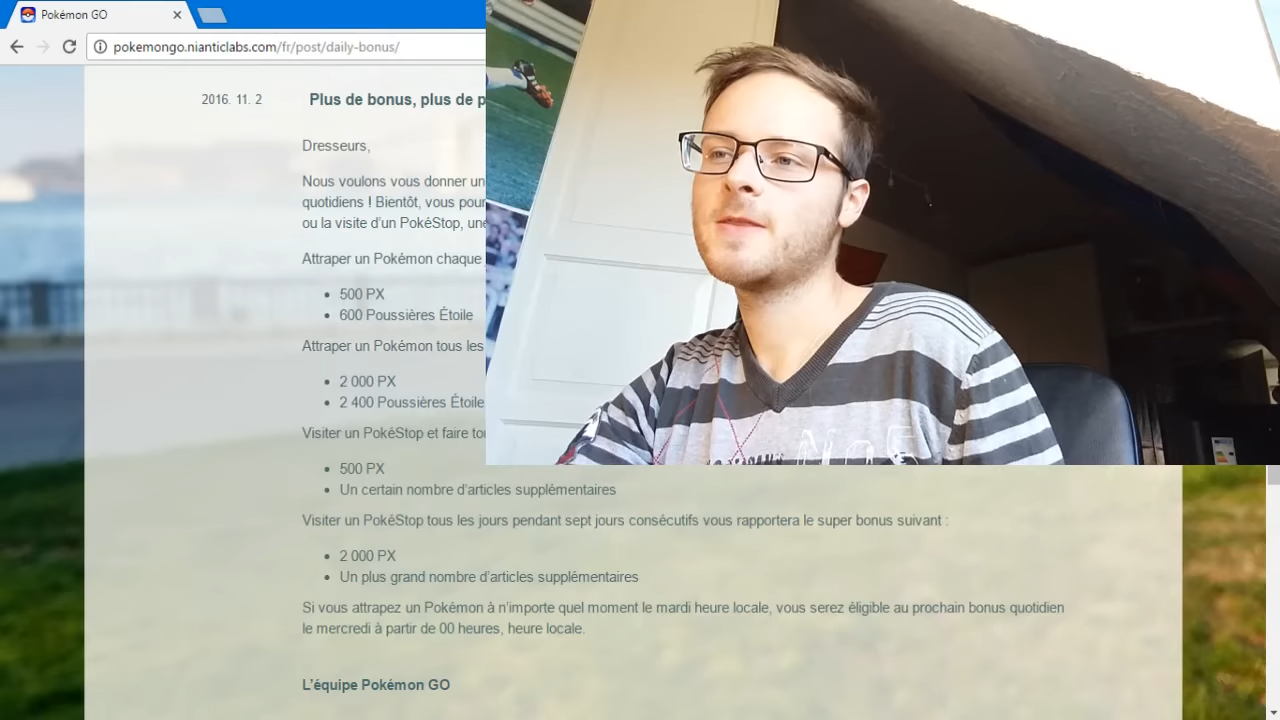 Pokémon GO
pokemongo.nianticlabs.com/fr/post/daily-bonus/
2016. 11. 2 Plus de bonus, plus de
Dresseurs,
Nous voulons vous donner
quotidiens ! Bientôt, vous
ou la visite d'un PokéStop,
Attraper un Pokémon chaque
• 500 PX
• 600 Poussières Étoile
Attraper un Pokémon tous les
• 2 000 PX
• 2 400 Poussières Étoile
Visiter un PokéStop et faire
• 500 PX
• Un certain nombre d'articles supplémentaires
Visiter un PokéStop tous les jours pendant sept jours consécutifs vous rapportera le super bonus suivant :
• 2 000 PX
• Un plus grand nombre d'articles supplémentaires
Si vous attrapez un Pokémon à n'importe quel moment le mardi heure locale, vous serez éligible au prochain bonus quotidien
le mercredi à partir de 00 heures, heure locale.
L'équipe Pokémon GO